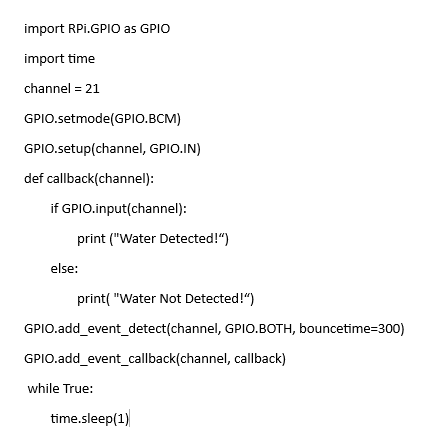 import RPi.GPIO as GPIO
import time
channel = 21
GPIO.setmode(GPIO.BCM)
GPIO.setup(channel, GPIO.IN)
def callback(channel):
if GPIO.input(channel):
print ("Water Detected!“)
else:
print( "Water Not Detected!“)
GPIO.add_event_detect(channel, GPIO.BOTH, bouncetime=300)
GPIO.add_event_callback(channel, callback)
while True:
time.sleep(1)